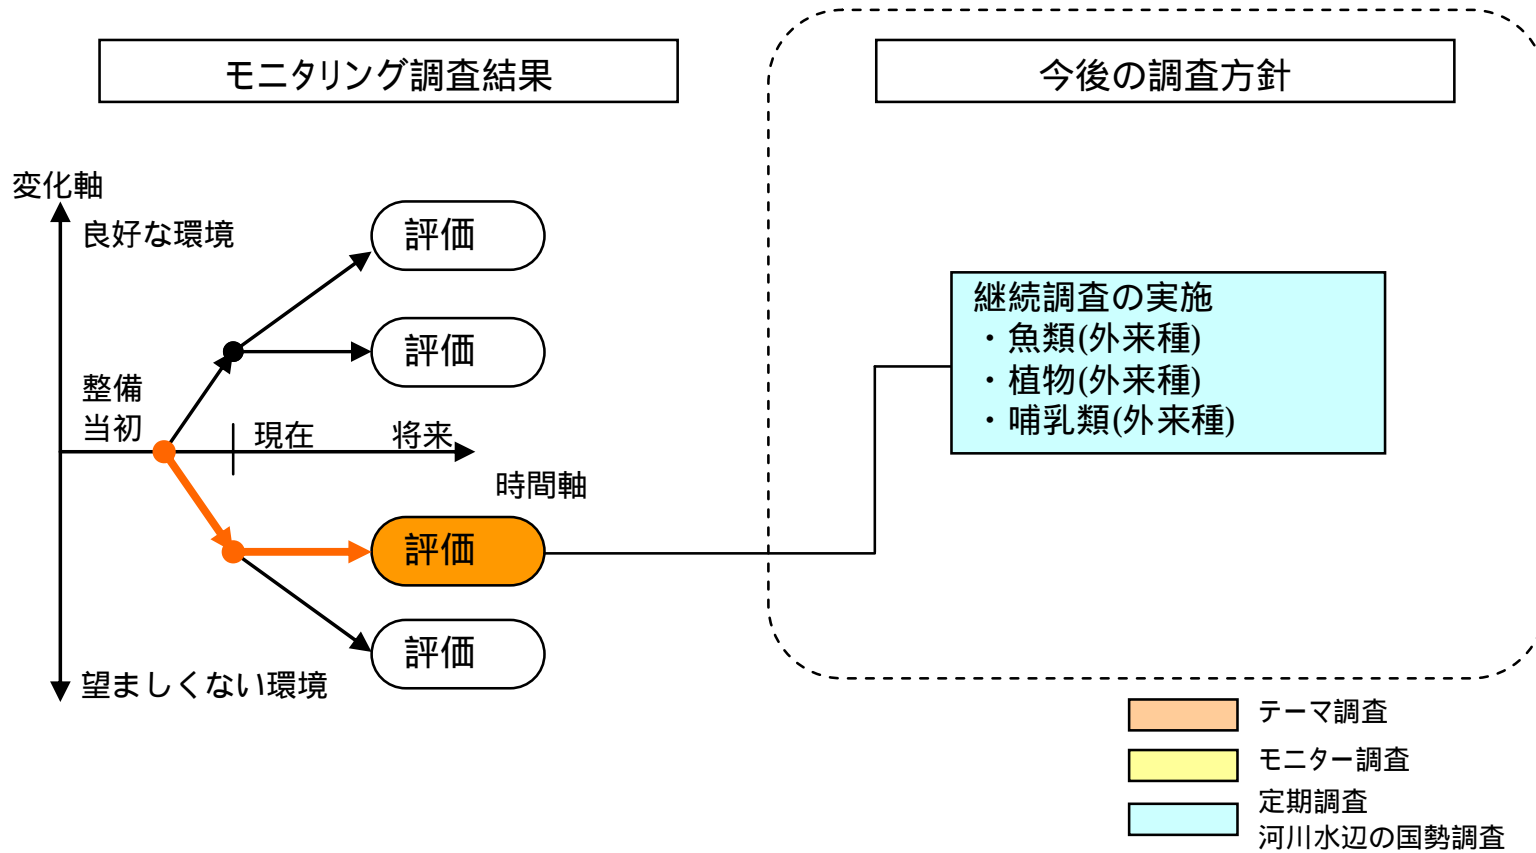 モニタリング調査結果
今後の調査方針
変化軸
良好な環境
評価
評価
整備
当初
現在
将来
時間軸
評価
評価
望ましくない環境
継続調査の実施
・魚類(外来種)
・植物(外来種)
・哺乳類(外来種)
テーマ調査
モニター調査
定期調査
河川水辺の国勢調査